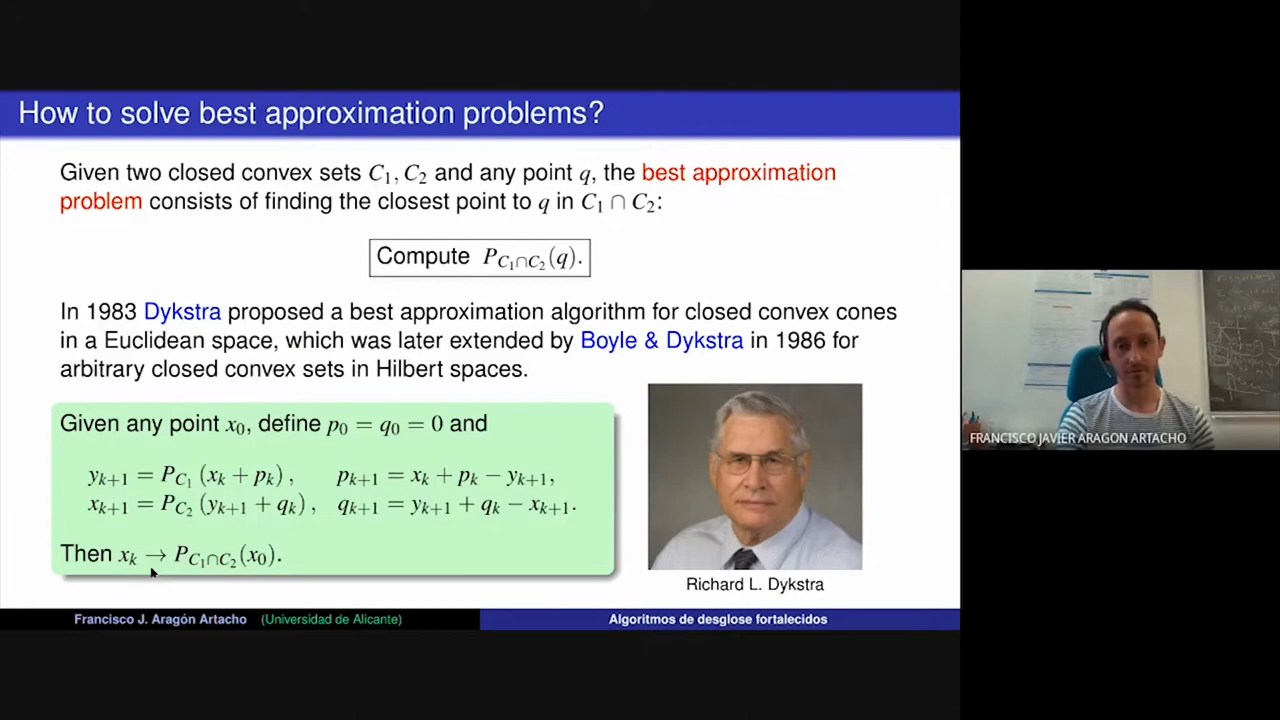 How to solve best approximation problems?
Given two closed convex sets C₁, C₂ and any point q, the best approximation
problem consists of finding the closest point to q in C₁ ∩ C₂:
Compute P_{C₁∩C₂}(q).
In 1983 Dykstra proposed a best approximation algorithm for closed convex cones
in a Euclidean space, which was later extended by Boyle & Dykstra in 1986 for
arbitrary closed convex sets in Hilbert spaces.
Given any point x₀, define p₀ = q₀ = 0 and
y_{k+1} = P_{C₁} (x_k + p_k), p_{k+1} = x_k + p_k − y_{k+1},
x_{k+1} = P_{C₂} (y_{k+1} + q_k), q_{k+1} = y_{k+1} + q_k − x_{k+1}.
Then x_k → P_{C₁∩C₂}(x₀).
Richard L. Dykstra
Francisco J. Aragón Artacho (Universidad de Alicante)
Algoritmos de desglose fortalecidos
FRANCISCO JAVIER ARAGON ARTACHO